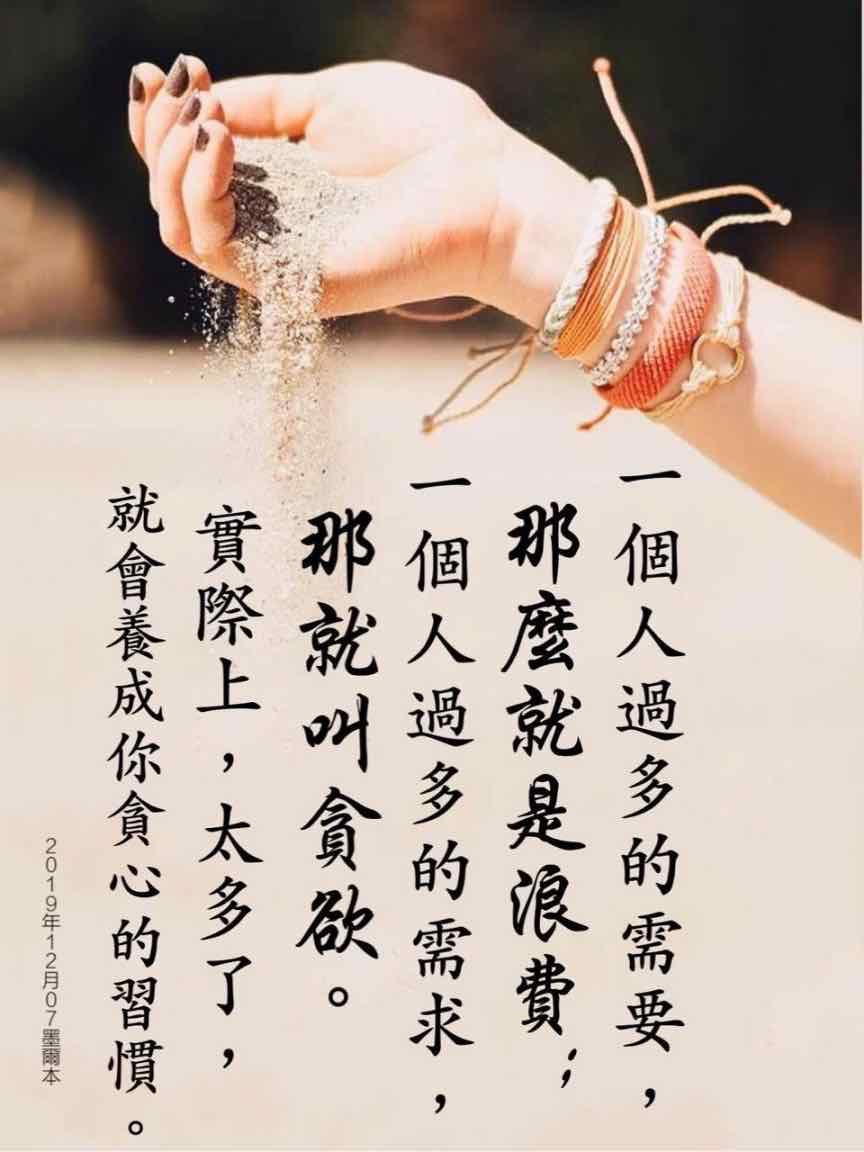 一個人過多的需要，
那麼就是浪費；
一個人過多的需求，
那就叫貪欲。
實際上，太多了，
就會養成你貪心的習慣。
2019年12月07墨爾本